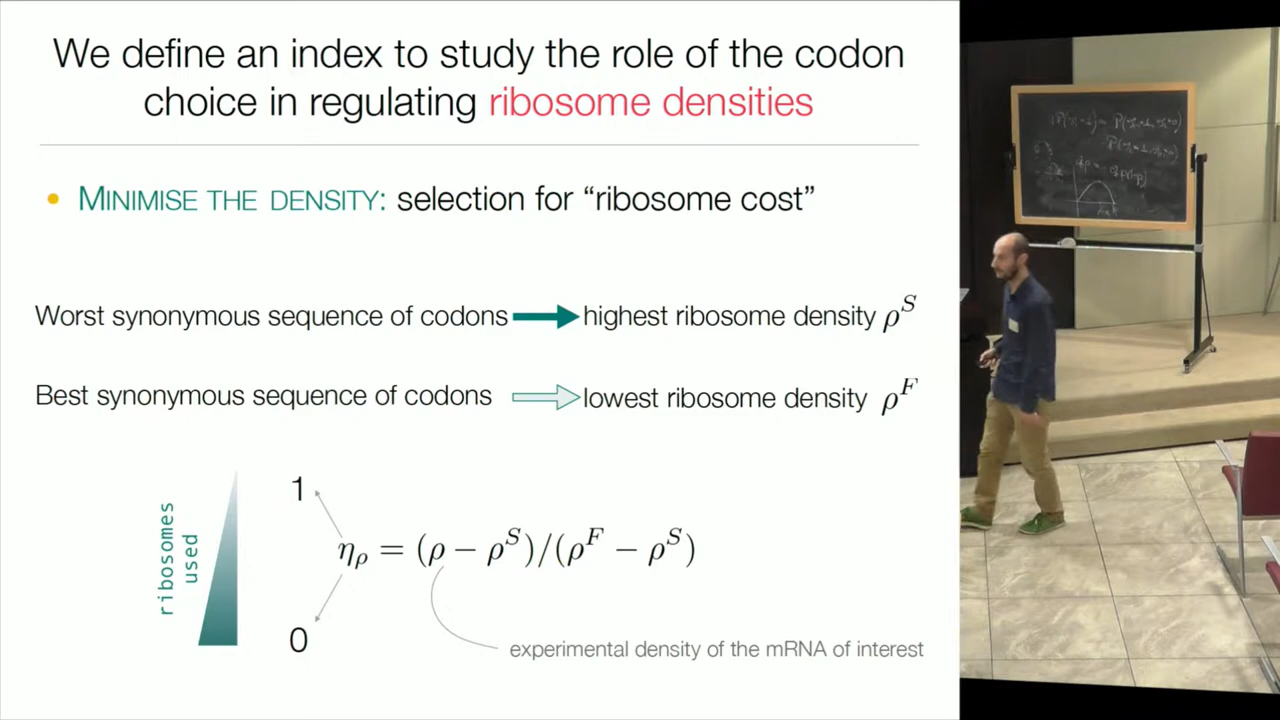 We define an index to study the role of the codon
choice in regulating ribosome densities
• MINIMISE THE DENSITY: selection for “ribosome cost”
Worst synonymous sequence of codons highest ribosome density ρ^S
Best synonymous sequence of codons lowest ribosome density ρ^F
ribosomes
used
1
η_ρ = (ρ − ρ^S)/(ρ^F − ρ^S)
0
experimental density of the mRNA of interest